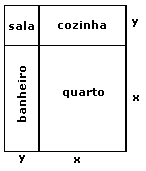 sala cozinha y
banheiro quarto x
y x